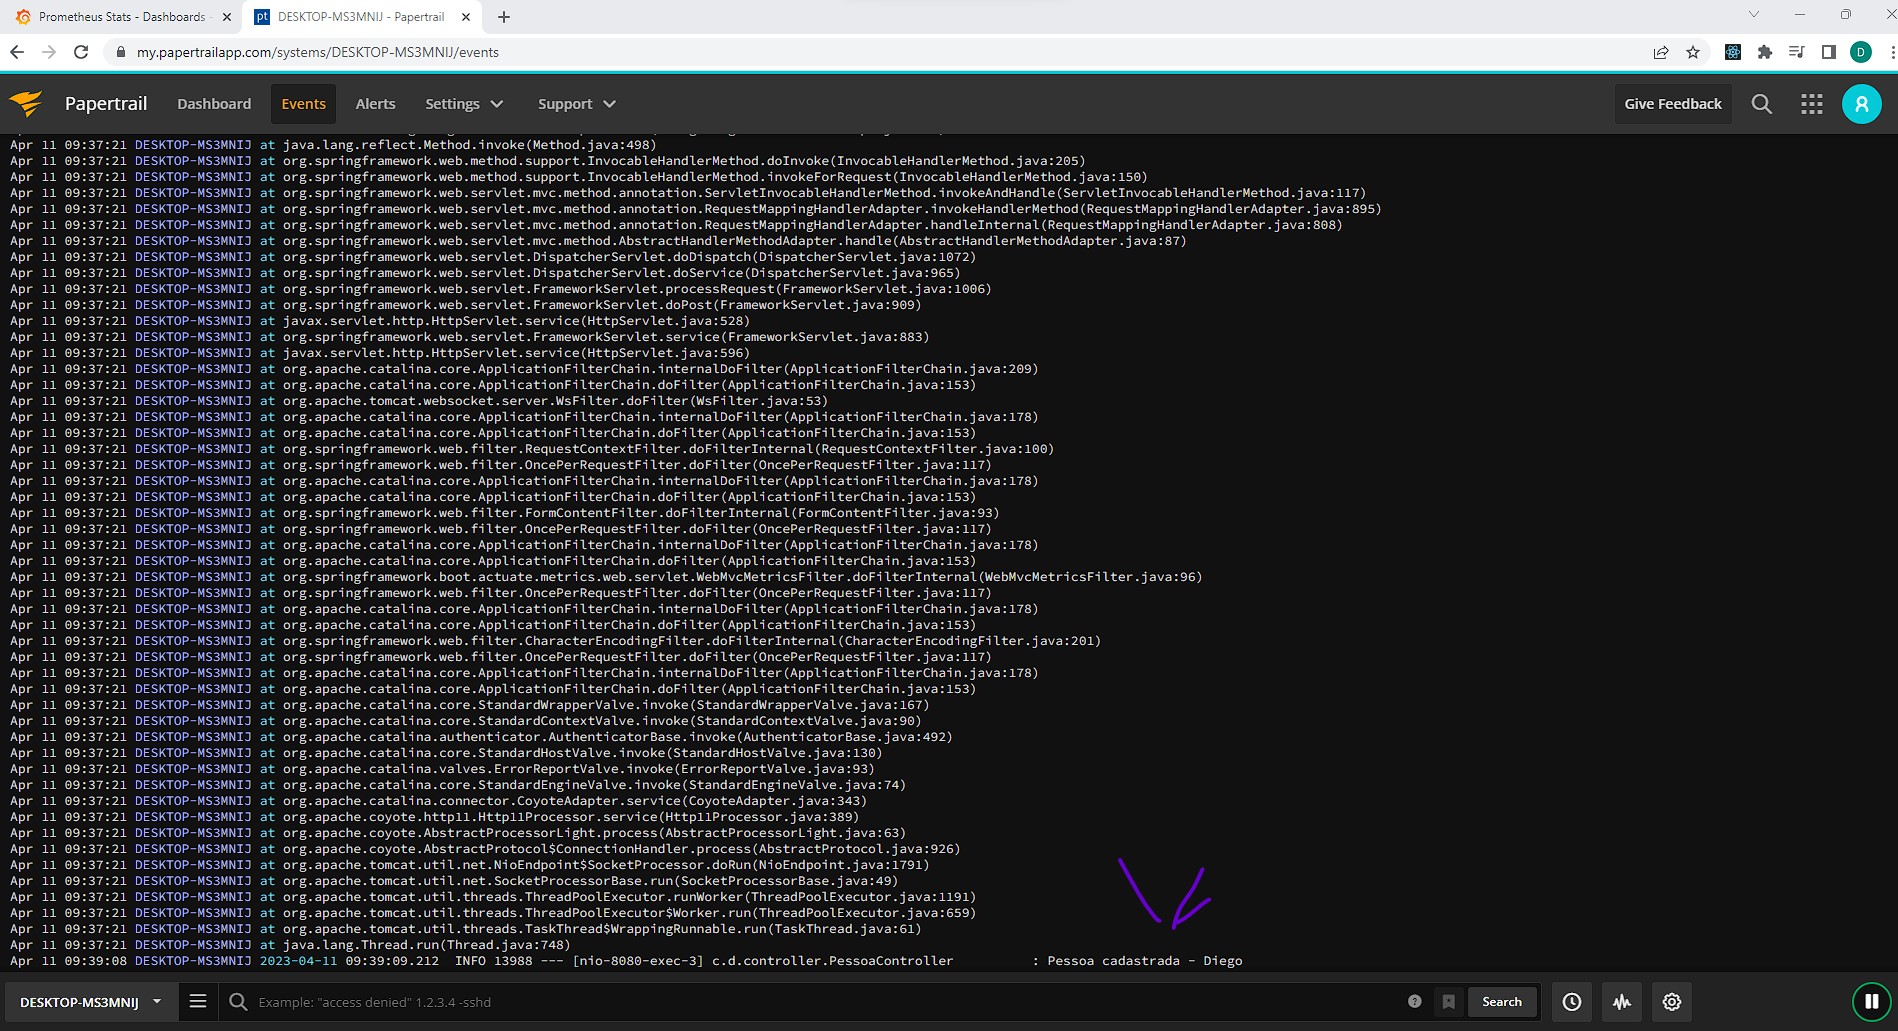 Prometheus Stats - Dashboards
DESKTOP-MS3MNIJ - Papertrail
my.papertrailapp.com/systems/DESKTOP-MS3MNIJ/events
D
Papertrail Dashboard Events Alerts Settings Support Give Feedback
Apr 11 09:37:21 DESKTOP-MS3MNIJ at java.lang.reflect.Method.invoke(Method.java:498)
Apr 11 09:37:21 DESKTOP-MS3MNIJ at org.springframework.web.method.support.InvocableHandlerMethod.doInvoke(InvocableHandlerMethod.java:205)
Apr 11 09:37:21 DESKTOP-MS3MNIJ at org.springframework.web.method.support.InvocableHandlerMethod.invokeForRequest(InvocableHandlerMethod.java:150)
Apr 11 09:37:21 DESKTOP-MS3MNIJ at org.springframework.web.servlet.mvc.method.annotation.ServletInvocableHandlerMethod.invokeAndHandle(ServletInvocableHandlerMethod.java:117)
Apr 11 09:37:21 DESKTOP-MS3MNIJ at org.springframework.web.servlet.mvc.method.annotation.RequestMappingHandlerAdapter.invokeHandlerMethod(RequestMappingHandlerAdapter.java:895)
Apr 11 09:37:21 DESKTOP-MS3MNIJ at org.springframework.web.servlet.mvc.method.annotation.RequestMappingHandlerAdapter.handleInternal(RequestMappingHandlerAdapter.java:808)
Apr 11 09:37:21 DESKTOP-MS3MNIJ at org.springframework.web.servlet.mvc.method.AbstractHandlerMethodAdapter.handle(AbstractHandlerMethodAdapter.java:87)
Apr 11 09:37:21 DESKTOP-MS3MNIJ at org.springframework.web.servlet.DispatcherServlet.doDispatch(DispatcherServlet.java:1072)
Apr 11 09:37:21 DESKTOP-MS3MNIJ at org.springframework.web.servlet.DispatcherServlet.doService(DispatcherServlet.java:965)
Apr 11 09:37:21 DESKTOP-MS3MNIJ at org.springframework.web.servlet.FrameworkServlet.processRequest(FrameworkServlet.java:1006)
Apr 11 09:37:21 DESKTOP-MS3MNIJ at org.springframework.web.servlet.FrameworkServlet.doPost(FrameworkServlet.java:909)
Apr 11 09:37:21 DESKTOP-MS3MNIJ at javax.servlet.http.HttpServlet.service(HttpServlet.java:528)
Apr 11 09:37:21 DESKTOP-MS3MNIJ at org.springframework.web.servlet.FrameworkServlet.service(FrameworkServlet.java:883)
Apr 11 09:37:21 DESKTOP-MS3MNIJ at javax.servlet.http.HttpServlet.service(HttpServlet.java:596)
Apr 11 09:37:21 DESKTOP-MS3MNIJ at org.apache.catalina.core.ApplicationFilterChain.internalDoFilter(ApplicationFilterChain.java:209)
Apr 11 09:37:21 DESKTOP-MS3MNIJ at org.apache.catalina.core.ApplicationFilterChain.doFilter(ApplicationFilterChain.java:153)
Apr 11 09:37:21 DESKTOP-MS3MNIJ at org.apache.tomcat.websocket.server.WsFilter.doFilter(WsFilter.java:53)
Apr 11 09:37:21 DESKTOP-MS3MNIJ at org.apache.catalina.core.ApplicationFilterChain.internalDoFilter(ApplicationFilterChain.java:178)
Apr 11 09:37:21 DESKTOP-MS3MNIJ at org.apache.catalina.core.ApplicationFilterChain.doFilter(ApplicationFilterChain.java:153)
Apr 11 09:37:21 DESKTOP-MS3MNIJ at org.springframework.web.filter.RequestContextFilter.doFilterInternal(RequestContextFilter.java:100)
Apr 11 09:37:21 DESKTOP-MS3MNIJ at org.springframework.web.filter.OncePerRequestFilter.doFilter(OncePerRequestFilter.java:117)
Apr 11 09:37:21 DESKTOP-MS3MNIJ at org.apache.catalina.core.ApplicationFilterChain.internalDoFilter(ApplicationFilterChain.java:178)
Apr 11 09:37:21 DESKTOP-MS3MNIJ at org.apache.catalina.core.ApplicationFilterChain.doFilter(ApplicationFilterChain.java:153)
Apr 11 09:37:21 DESKTOP-MS3MNIJ at org.springframework.web.filter.FormContentFilter.doFilterInternal(FormContentFilter.java:93)
Apr 11 09:37:21 DESKTOP-MS3MNIJ at org.springframework.web.filter.OncePerRequestFilter.doFilter(OncePerRequestFilter.java:117)
Apr 11 09:37:21 DESKTOP-MS3MNIJ at org.apache.catalina.core.ApplicationFilterChain.internalDoFilter(ApplicationFilterChain.java:178)
Apr 11 09:37:21 DESKTOP-MS3MNIJ at org.apache.catalina.core.ApplicationFilterChain.doFilter(ApplicationFilterChain.java:153)
Apr 11 09:37:21 DESKTOP-MS3MNIJ at org.springframework.boot.actuate.metrics.web.servlet.WebMvcMetricsFilter.doFilterInternal(WebMvcMetricsFilter.java:96)
Apr 11 09:37:21 DESKTOP-MS3MNIJ at org.springframework.web.filter.OncePerRequestFilter.doFilter(OncePerRequestFilter.java:117)
Apr 11 09:37:21 DESKTOP-MS3MNIJ at org.apache.catalina.core.ApplicationFilterChain.internalDoFilter(ApplicationFilterChain.java:178)
Apr 11 09:37:21 DESKTOP-MS3MNIJ at org.apache.catalina.core.ApplicationFilterChain.doFilter(ApplicationFilterChain.java:153)
Apr 11 09:37:21 DESKTOP-MS3MNIJ at org.springframework.web.filter.CharacterEncodingFilter.doFilterInternal(CharacterEncodingFilter.java:201)
Apr 11 09:37:21 DESKTOP-MS3MNIJ at org.springframework.web.filter.OncePerRequestFilter.doFilter(OncePerRequestFilter.java:117)
Apr 11 09:37:21 DESKTOP-MS3MNIJ at org.apache.catalina.core.ApplicationFilterChain.internalDoFilter(ApplicationFilterChain.java:178)
Apr 11 09:37:21 DESKTOP-MS3MNIJ at org.apache.catalina.core.ApplicationFilterChain.doFilter(ApplicationFilterChain.java:153)
Apr 11 09:37:21 DESKTOP-MS3MNIJ at org.apache.catalina.core.StandardWrapperValve.invoke(StandardWrapperValve.java:167)
Apr 11 09:37:21 DESKTOP-MS3MNIJ at org.apache.catalina.core.StandardContextValve.invoke(StandardContextValve.java:90)
Apr 11 09:37:21 DESKTOP-MS3MNIJ at org.apache.catalina.authenticator.AuthenticatorBase.invoke(AuthenticatorBase.java:492)
Apr 11 09:37:21 DESKTOP-MS3MNIJ at org.apache.catalina.core.StandardHostValve.invoke(StandardHostValve.java:130)
Apr 11 09:37:21 DESKTOP-MS3MNIJ at org.apache.catalina.valves.ErrorReportValve.invoke(ErrorReportValve.java:93)
Apr 11 09:37:21 DESKTOP-MS3MNIJ at org.apache.catalina.core.StandardEngineValve.invoke(StandardEngineValve.java:74)
Apr 11 09:37:21 DESKTOP-MS3MNIJ at org.apache.catalina.connector.CoyoteAdapter.service(CoyoteAdapter.java:343)
Apr 11 09:37:21 DESKTOP-MS3MNIJ at org.apache.coyote.http11.Http11Processor.service(Http11Processor.java:389)
Apr 11 09:37:21 DESKTOP-MS3MNIJ at org.apache.coyote.AbstractProcessorLight.process(AbstractProcessorLight.java:63)
Apr 11 09:37:21 DESKTOP-MS3MNIJ at org.apache.coyote.AbstractProtocol$ConnectionHandler.process(AbstractProtocol.java:926)
Apr 11 09:37:21 DESKTOP-MS3MNIJ at org.apache.tomcat.util.net.NioEndpoint$SocketProcessor.doRun(NioEndpoint.java:1791)
Apr 11 09:37:21 DESKTOP-MS3MNIJ at org.apache.tomcat.util.net.SocketProcessorBase.run(SocketProcessorBase.java:49)
Apr 11 09:37:21 DESKTOP-MS3MNIJ at org.apache.tomcat.util.threads.ThreadPoolExecutor.runWorker(ThreadPoolExecutor.java:1191)
Apr 11 09:37:21 DESKTOP-MS3MNIJ at org.apache.tomcat.util.threads.ThreadPoolExecutor$Worker.run(ThreadPoolExecutor.java:659)
Apr 11 09:37:21 DESKTOP-MS3MNIJ at org.apache.tomcat.util.threads.TaskThread$WrappingRunnable.run(TaskThread.java:61)
Apr 11 09:37:21 DESKTOP-MS3MNIJ at java.lang.Thread.run(Thread.java:748)
Apr 11 09:39:08 DESKTOP-MS3MNIJ 2023-04-11 09:39:09.212 INFO 13988 --- [nio-8080-exec-3] c.d.controller.PessoaController : Pessoa cadastrada - Diego
DESKTOP-MS3MNIJ Example: "access denied" 1.2.3.4 -sshd Search